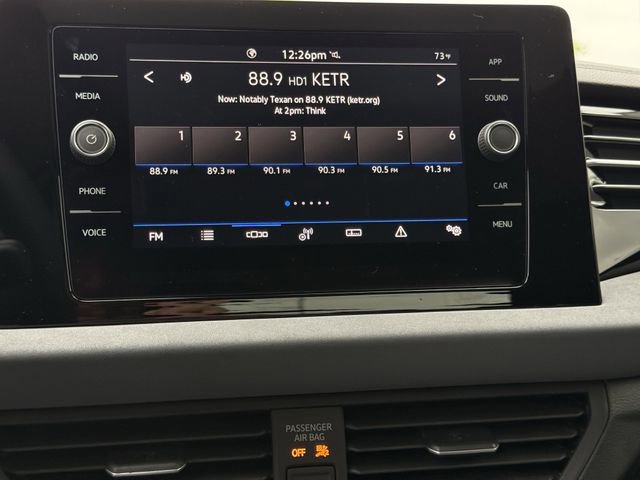 RADIO
MEDIA
PHONE
VOICE
12:26pm
73°F
88.9 HD1 KETR
Now: Notably Texan on 88.9 KETR (ketr.org)
At 2pm: Think
1 2 3 4 5 6
88.9 FM 89.3 FM 90.1 FM 90.3 FM 90.5 FM 91.3 FM
FM
APP
SOUND
CAR
MENU
PASSENGER
AIR BAG
OFF